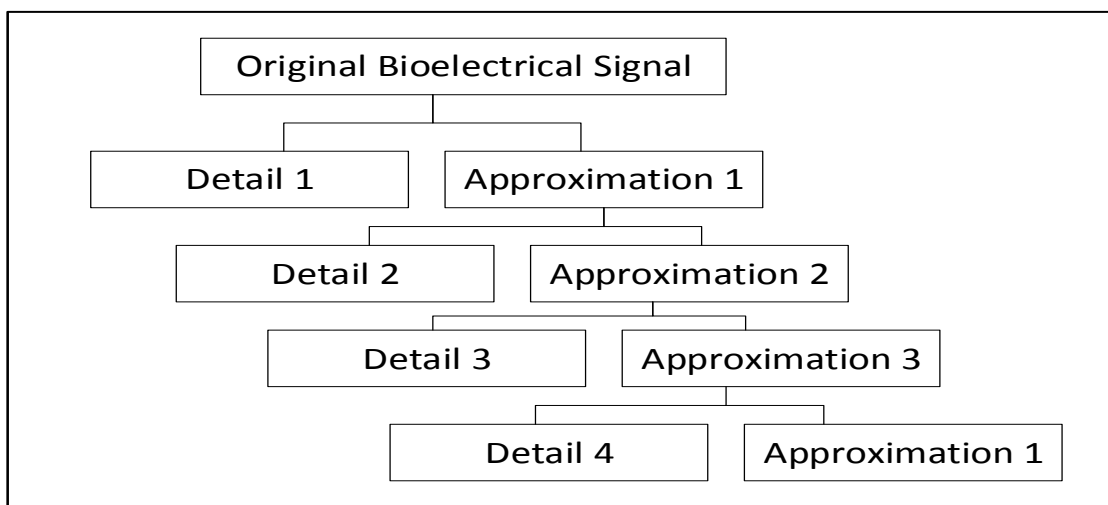 Original Bioelectrical Signal
Detail 1
Approximation 1
Detail 2
Approximation 2
Detail 3
Approximation 3
Detail 4
Approximation 1